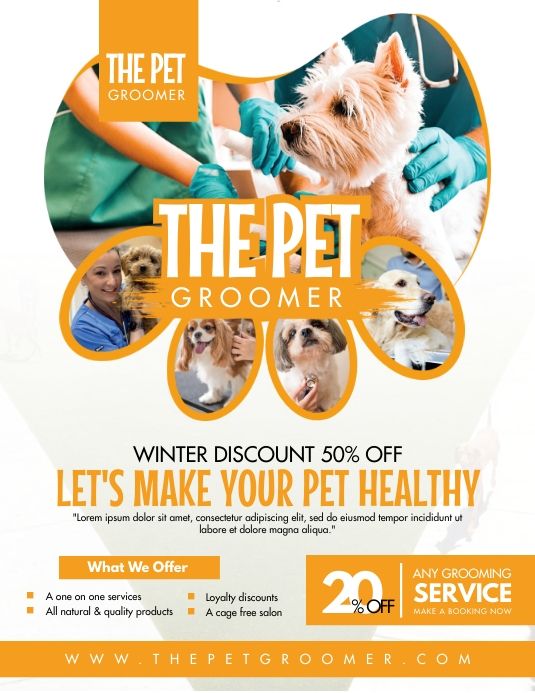 THE PET
GROOMER
THE PET
GROOMER
WINTER DISCOUNT 50% OFF
LET'S MAKE YOUR PET HEALTHY
"Lorem ipsum dolor sit amet, consectetur adipiscing elit, sed do eiusmod tempor incididunt ut
labore et dolore magna aliqua."
What We Offer
A one on one services
All natural & quality products
Loyalty discounts
A cage free salon
20% OFF
ANY GROOMING
SERVICE
MAKE A BOOKING NOW
WWW.THEPETGROOMER.COM